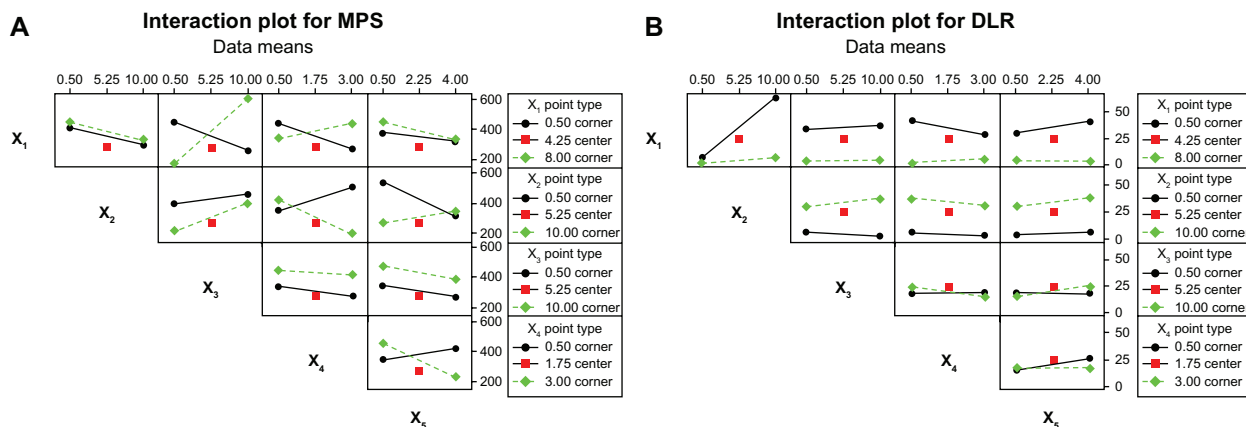 A
Interaction plot for MPS
Data means
0.50 5.25 10.00 0.50 5.25 10.00 0.50 1.75 3.00 0.50 2.25 4.00
X1
600
400
200
X1 point type
0.50 corner
4.25 center
8.00 corner
X2
600
400
200
X2 point type
0.50 corner
5.25 center
10.00 corner
X3
600
400
200
X3 point type
0.50 corner
5.25 center
10.00 corner
X4
600
400
200
X4 point type
0.50 corner
1.75 center
3.00 corner
X5
B
Interaction plot for DLR
Data means
0.50 5.25 10.00 0.50 5.25 10.00 0.50 1.75 3.00 0.50 2.25 4.00
X1
50
25
0
X1 point type
0.50 corner
4.25 center
8.00 corner
X2
50
25
0
X2 point type
0.50 corner
5.25 center
10.00 corner
X3
50
25
0
X3 point type
0.50 corner
5.25 center
10.00 corner
X4
50
25
0
X4 point type
0.50 corner
1.75 center
3.00 corner
X5